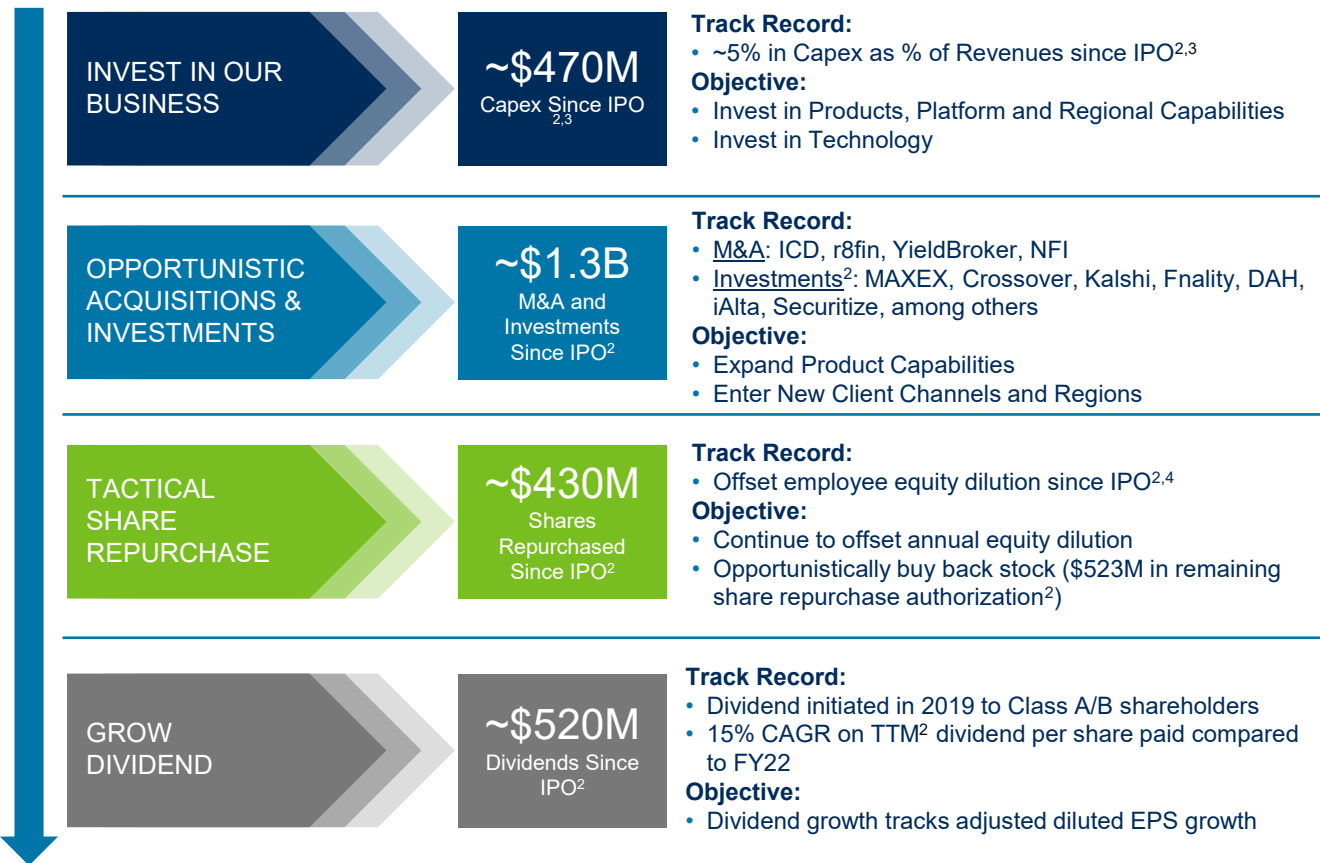 INVEST IN OUR
BUSINESS
~$470M
Capex Since IPO
2,3
Track Record:
• ~5% in Capex as % of Revenues since IPO2,3
Objective:
• Invest in Products, Platform and Regional Capabilities
• Invest in Technology
OPPORTUNISTIC
ACQUISITIONS &
INVESTMENTS
~$1.3B
M&A and
Investments
Since IPO2
Track Record:
• M&A: ICD, r8fin, YieldBroker, NFI
• Investments2: MAXEX, Crossover, Kalshi, Fnality, DAH,
iAlta, Securitize, among others
Objective:
• Expand Product Capabilities
• Enter New Client Channels and Regions
TACTICAL
SHARE
REPURCHASE
~$430M
Shares
Repurchased
Since IPO2
Track Record:
• Offset employee equity dilution since IPO2,4
Objective:
• Continue to offset annual equity dilution
• Opportunistically buy back stock ($523M in remaining
share repurchase authorization2)
GROW
DIVIDEND
~$520M
Dividends Since
IPO2
Track Record:
• Dividend initiated in 2019 to Class A/B shareholders
• 15% CAGR on TTM2 dividend per share paid compared
to FY22
Objective:
• Dividend growth tracks adjusted diluted EPS growth